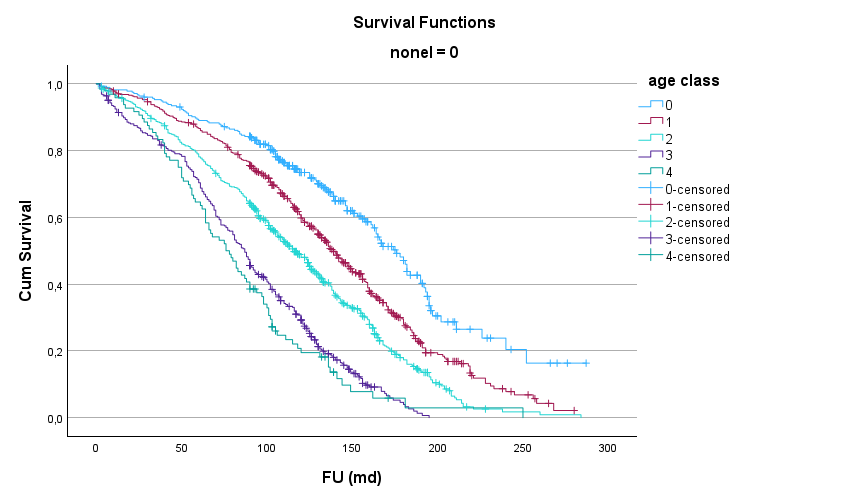 Survival Functions
nonel = 0
age class
0
1
2
3
4
0-censored
1-censored
2-censored
3-censored
4-censored
Cum Survival
1,0
0,8
0,6
0,4
0,2
0,0
0 50 100 150 200 250 300
FU (md)